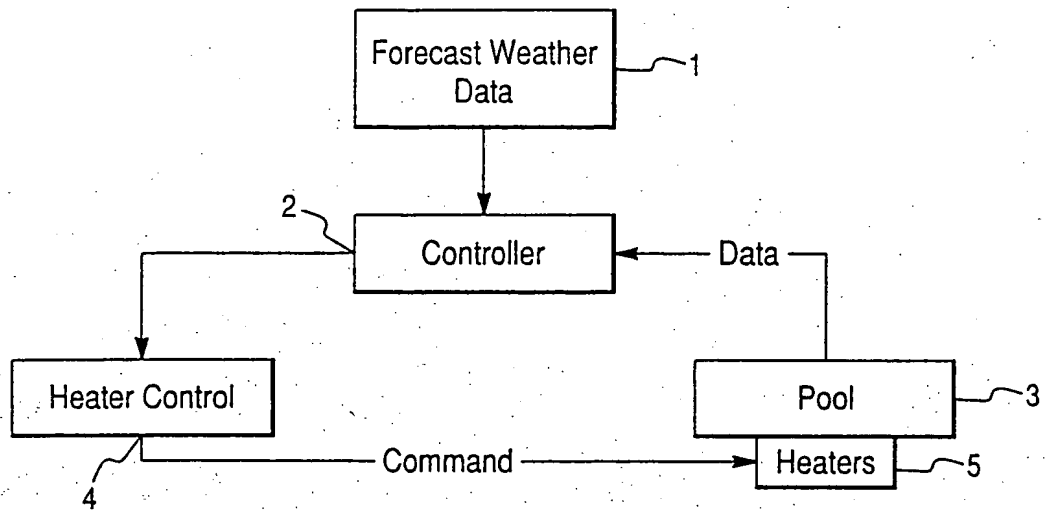 Forecast Weather
Data
1
2
Controller
Data
Heater Control
Pool
3
4
Command
Heaters
5